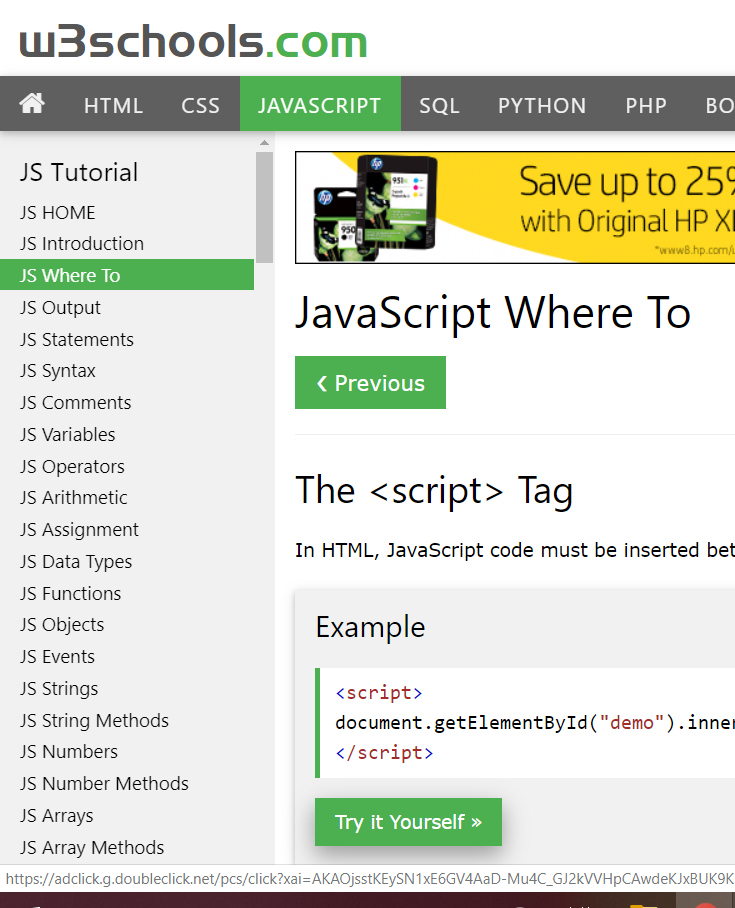 w3schools.com
HTML CSS JAVASCRIPT SQL PYTHON PHP BO
JS Tutorial
JS HOME
JS Introduction
JS Where To
JS Output
JS Statements
JS Syntax
JS Comments
JS Variables
JS Operators
JS Arithmetic
JS Assignment
JS Data Types
JS Functions
JS Objects
JS Events
JS Strings
JS String Methods
JS Numbers
JS Number Methods
JS Arrays
JS Array Methods
hp
hp
951
950
Save up to 25%
with Original HP XL
*www8.hp.com/u
JavaScript Where To
❮ Previous
The <script> Tag
In HTML, JavaScript code must be inserted bet
Example
<script>
document.getElementById("demo").inner
</script>
Try it Yourself »
https://adclick.g.doubleclick.net/pcs/click?xai=AKAOjsstKEySN1xE6GV4AaD-Mu4C_GJ2kVVHpCAwdeKJxBUK9K